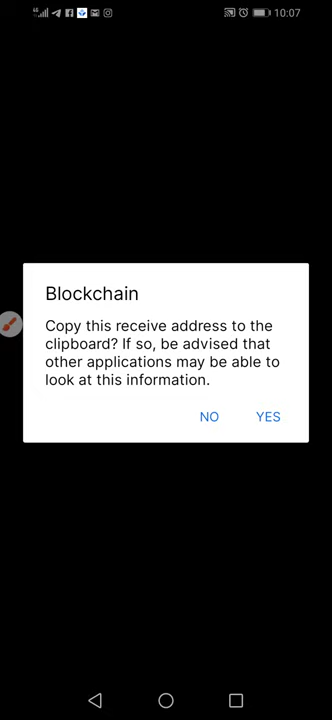 10:07
Blockchain
Copy this receive address to the
clipboard? If so, be advised that
other applications may be able to
look at this information.
NO YES